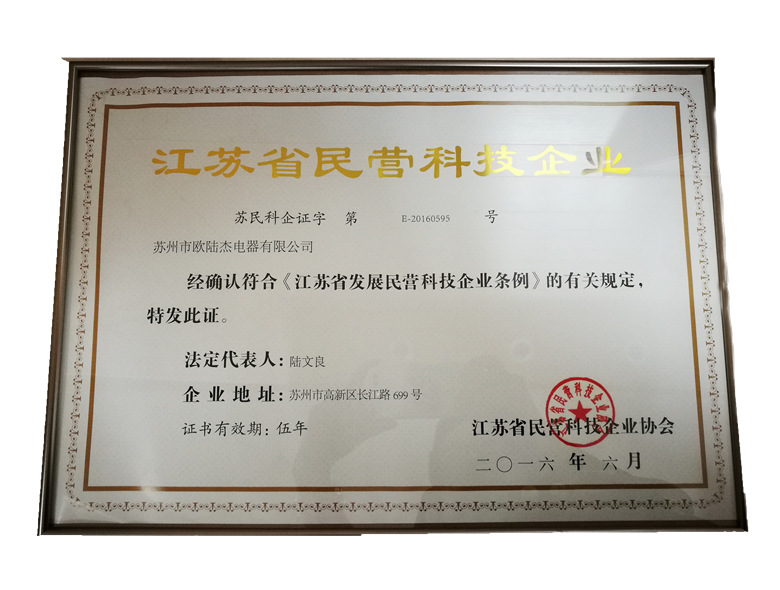 江苏省民营科技企业
苏民科企证字 第 E-20160595 号
苏州市欧陆杰电器有限公司
经确认符合《江苏省发展民营科技企业条例》的有关规定，
特发此证。
法定代表人：陆文良
企业地址：苏州市高新区长江路 699 号
证书有效期：伍年
江苏省民营科技企业协会
二〇一六 年 六 月